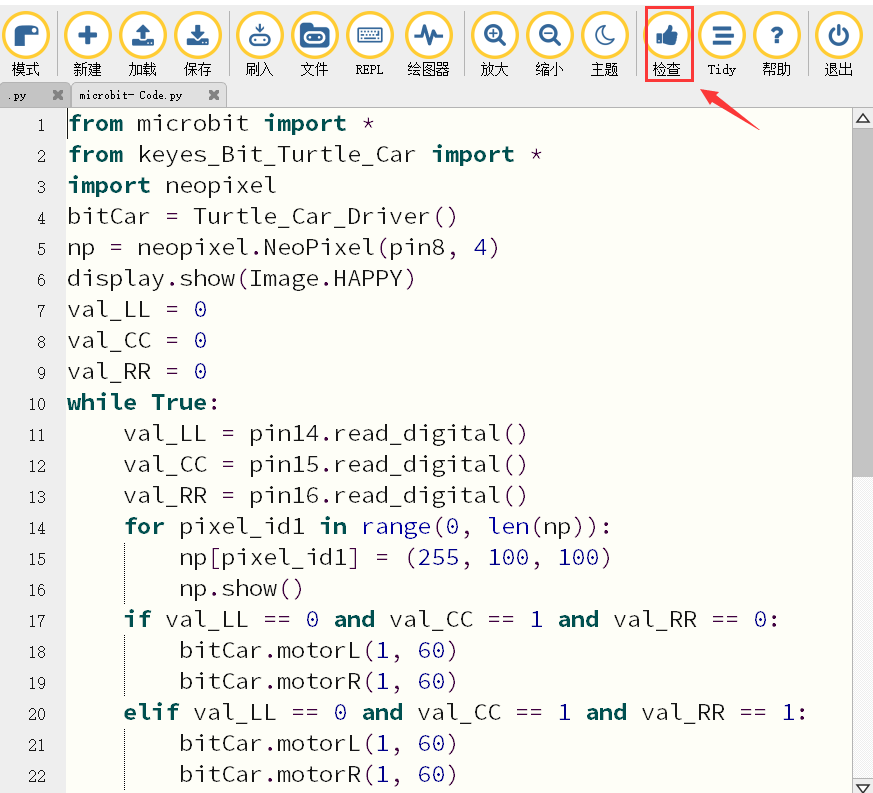 模式 新建 加载 保存 刷入 文件 REPL 绘图器 放大 缩小 主题 检查 Tidy 帮助 退出
.py microbit- Code.py
1 from microbit import *
2 from keyes_Bit_Turtle_Car import *
3 import neopixel
4 bitCar = Turtle_Car_Driver()
5 np = neopixel.NeoPixel(pin8, 4)
6 display.show(Image.HAPPY)
7 val_LL = 0
8 val_CC = 0
9 val_RR = 0
10 while True:
11     val_LL = pin14.read_digital()
12     val_CC = pin15.read_digital()
13     val_RR = pin16.read_digital()
14     for pixel_id1 in range(0, len(np)):
15         np[pixel_id1] = (255, 100, 100)
16         np.show()
17     if val_LL == 0 and val_CC == 1 and val_RR == 0:
18         bitCar.motorL(1, 60)
19         bitCar.motorR(1, 60)
20     elif val_LL == 0 and val_CC == 1 and val_RR == 1:
21         bitCar.motorL(1, 60)
22         bitCar.motorR(1, 60)